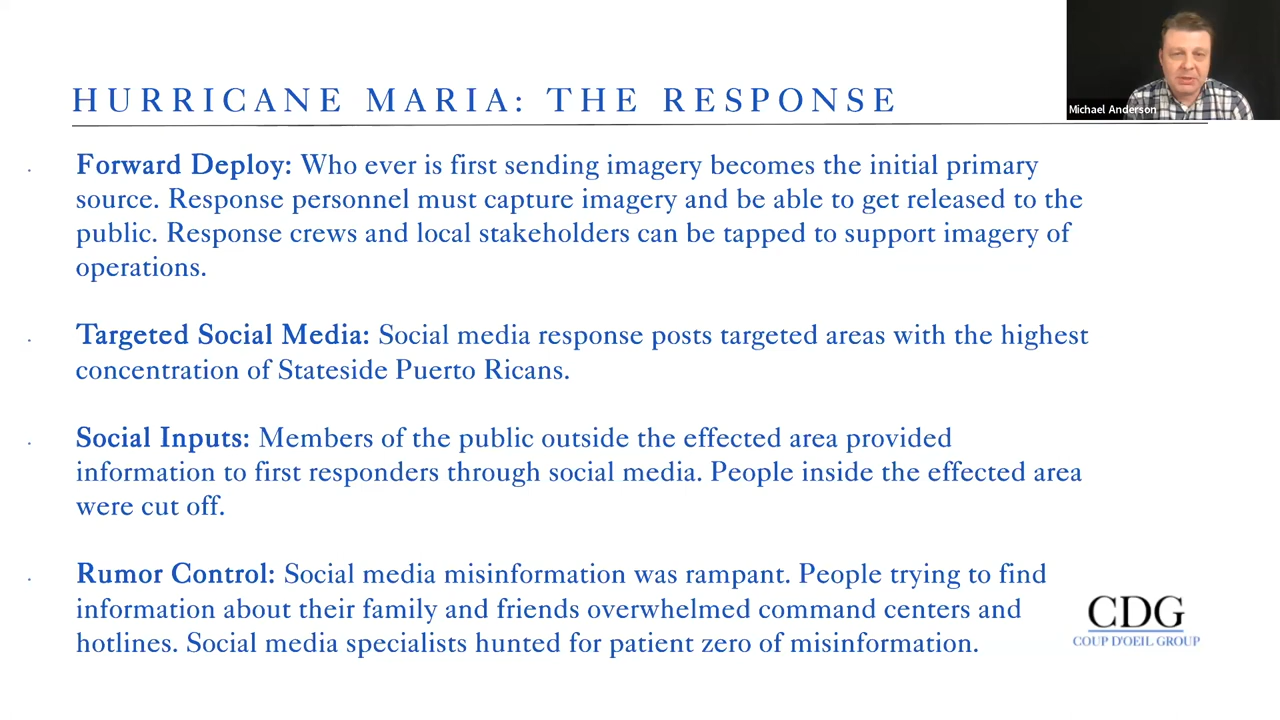 HURRICANE MARIA: THE RESPONSE
Michael Anderson
Forward Deploy: Who ever is first sending imagery becomes the initial primary
source. Response personnel must capture imagery and be able to get released to the
public. Response crews and local stakeholders can be tapped to support imagery of
operations.
Targeted Social Media: Social media response posts targeted areas with the highest
concentration of Stateside Puerto Ricans.
Social Inputs: Members of the public outside the effected area provided
information to first responders through social media. People inside the effected area
were cut off.
Rumor Control: Social media misinformation was rampant. People trying to find
information about their family and friends overwhelmed command centers and
hotlines. Social media specialists hunted for patient zero of misinformation.
CDG
COUP D'OEIL GROUP